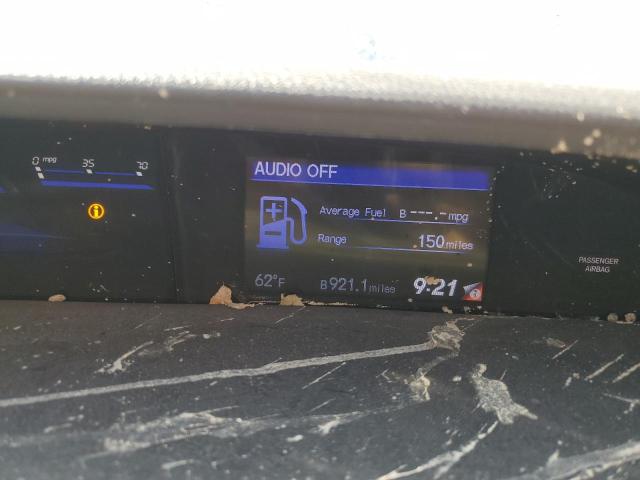 0 mpg 35 70
AUDIO OFF
Average Fuel B ---.- mpg
Range 150 miles
62°F B 921.1 miles 9:21
PASSENGER
AIRBAG